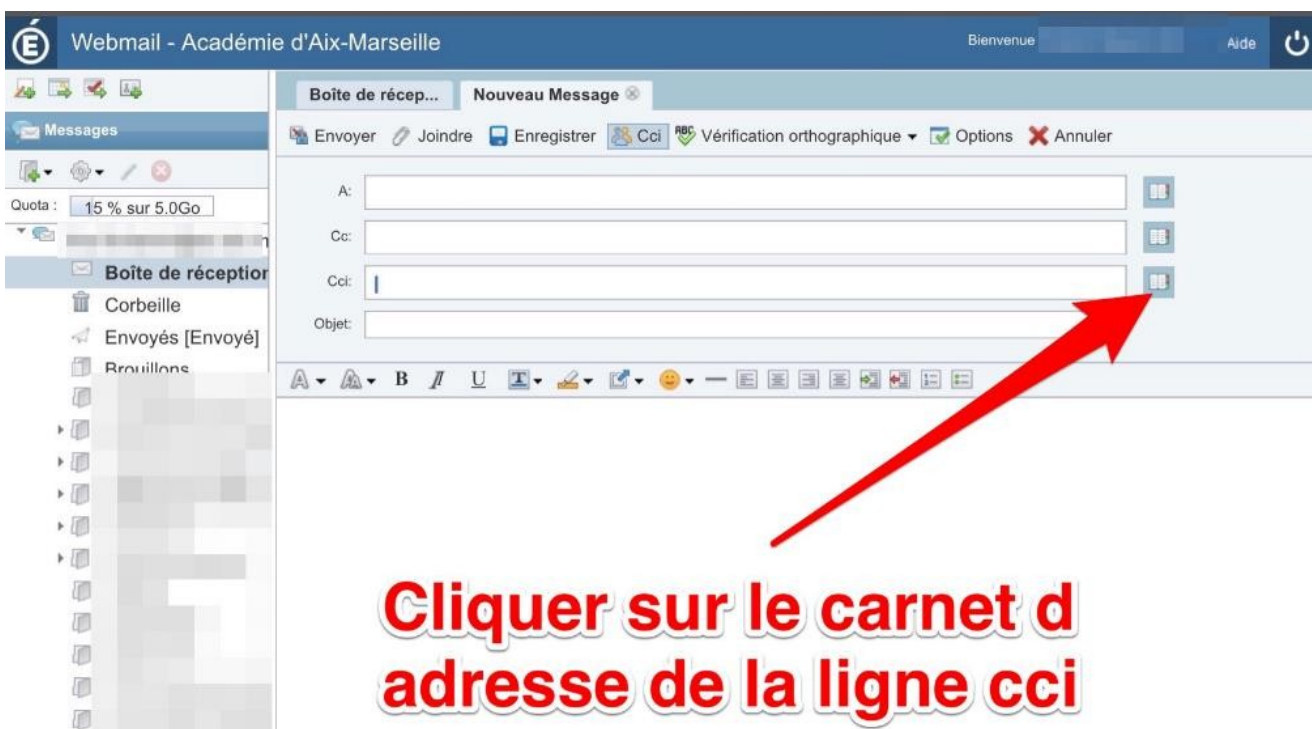 É Webmail - Académie d'Aix-Marseille Bienvenue Aide
Boîte de récep... Nouveau Message
Messages
Envoyer Joindre Enregistrer Cci ABC Vérification orthographique Options Annuler
Quota : 15 % sur 5.0Go
A:
Cc:
Cci:
Objet:
Boîte de réception
Corbeille
Envoyés [Envoyé]
Brouillons
B I U T
Cliquer sur le carnet d
adresse de la ligne cci